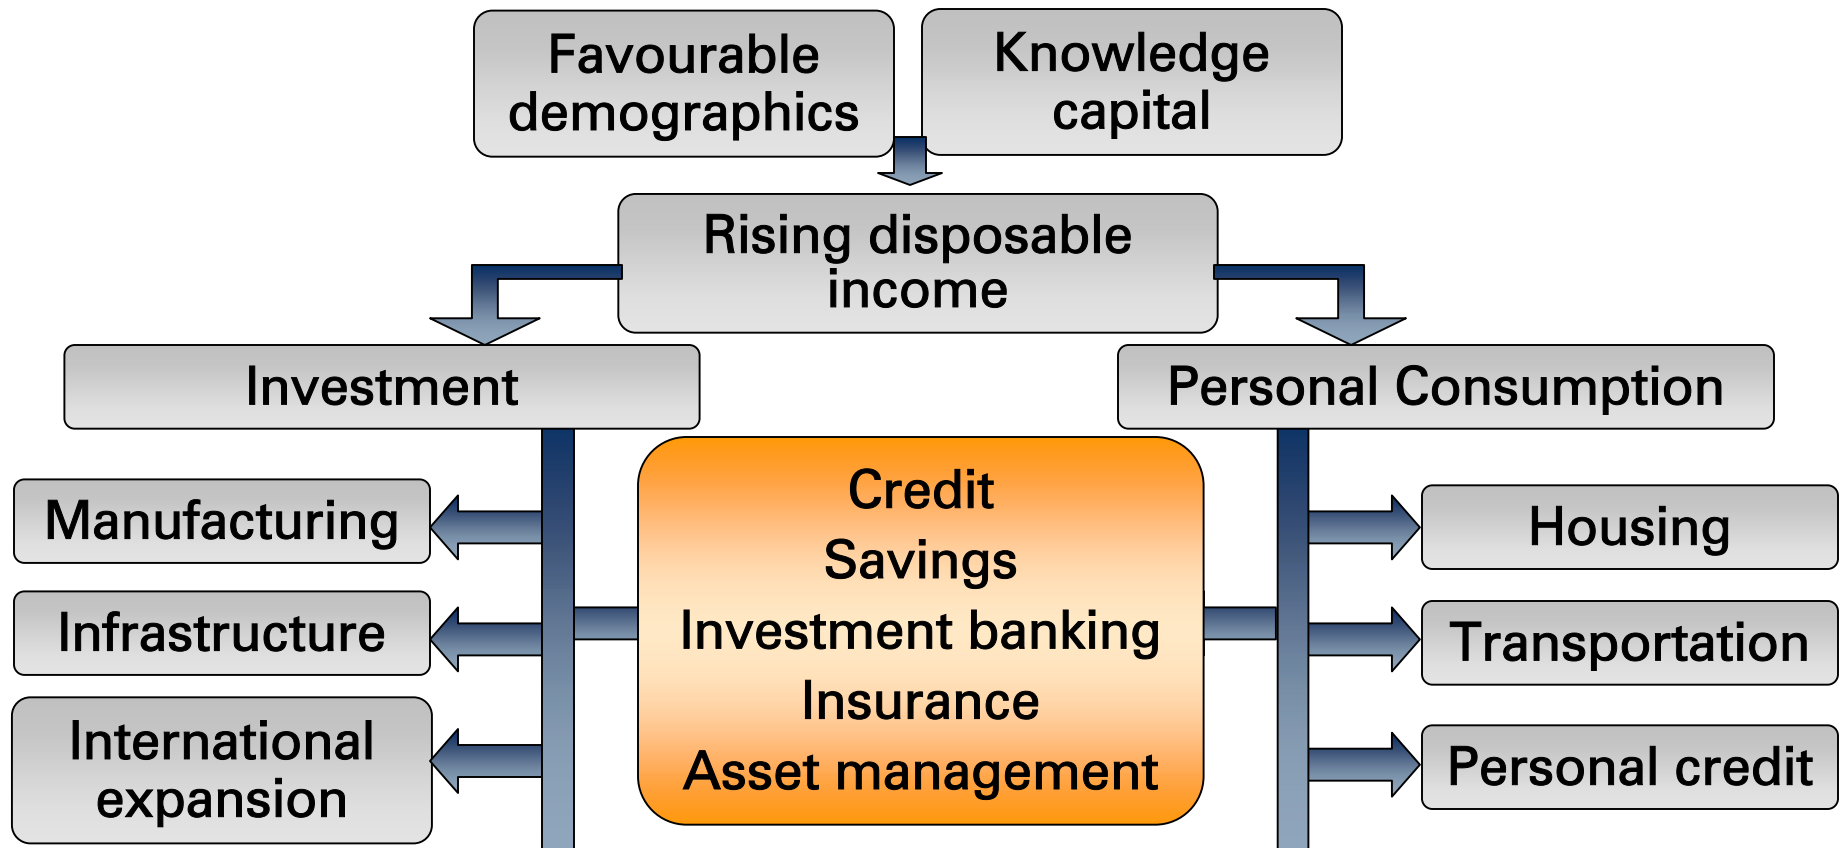 Favourable
demographics
Knowledge
capital
Rising disposable
income
Investment
Personal Consumption
Manufacturing
Infrastructure
International
expansion
Credit
Savings
Investment banking
Insurance
Asset management
Housing
Transportation
Personal credit